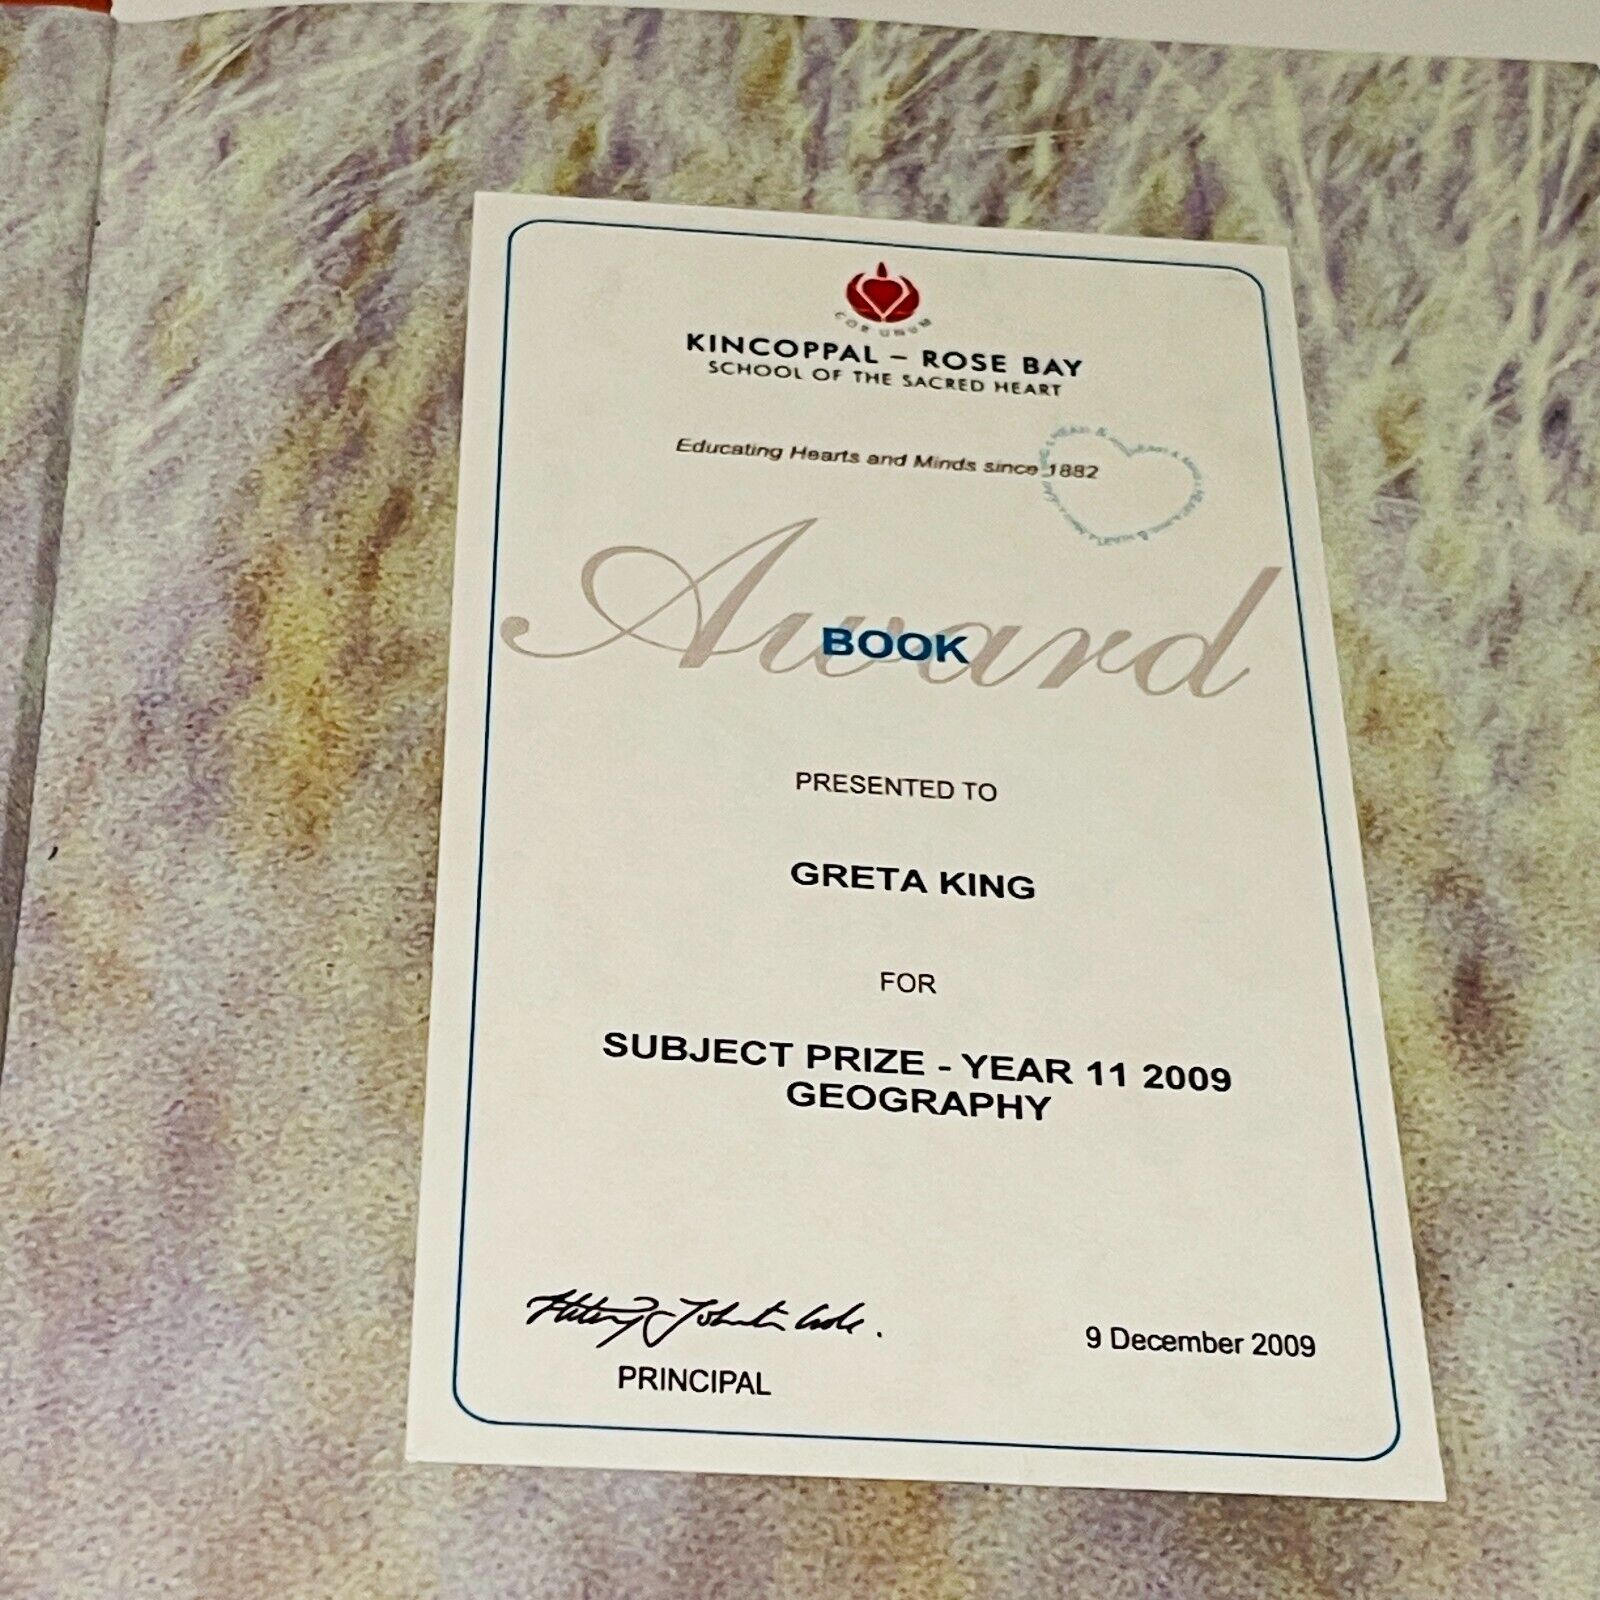 COR UNUM
KINCOPPAL – ROSE BAY
SCHOOL OF THE SACRED HEART
Educating Hearts and Minds since 1882
Award
BOOK
PRESENTED TO
GRETA KING
FOR
SUBJECT PRIZE - YEAR 11 2009
GEOGRAPHY
9 December 2009
PRINCIPAL